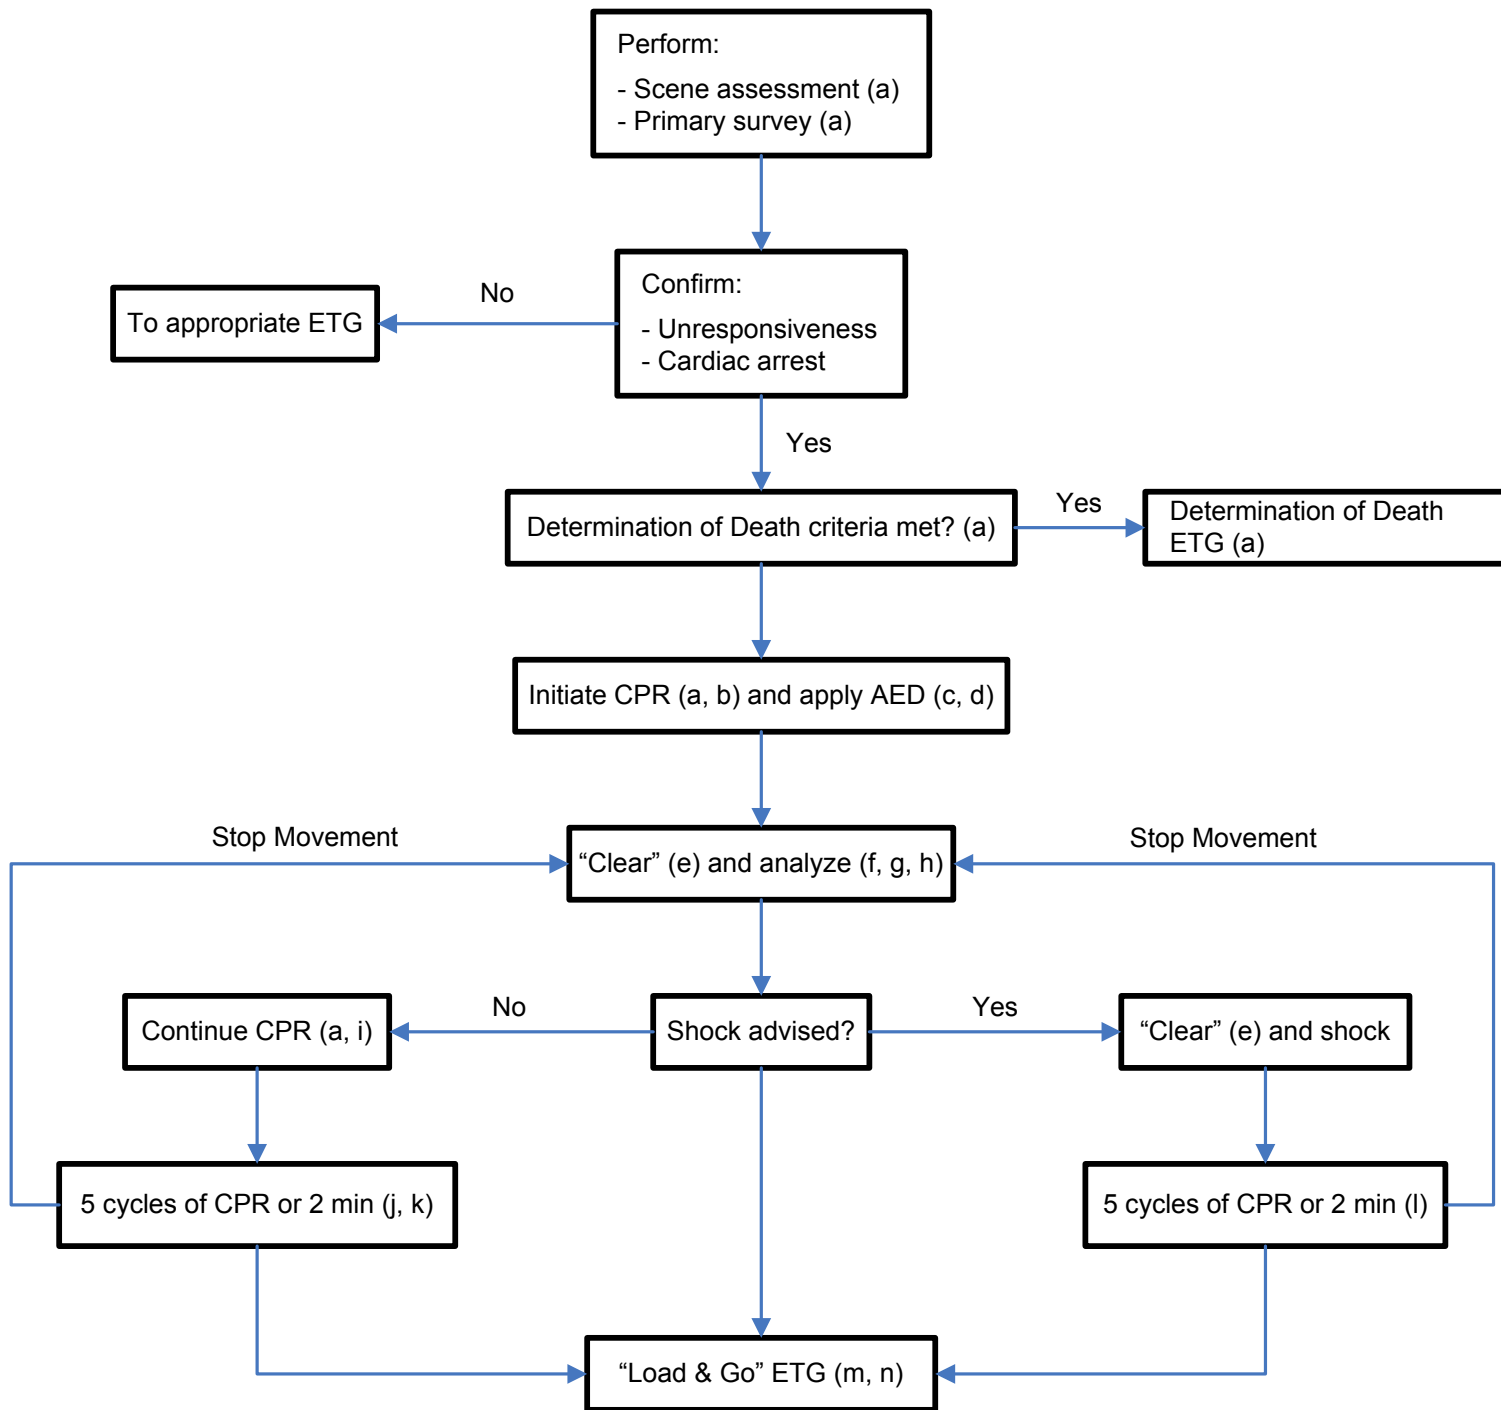 Perform:
- Scene assessment (a)
- Primary survey (a)
Confirm:
- Unresponsiveness
- Cardiac arrest
No
To appropriate ETG
Yes
Determination of Death criteria met? (a)
Yes
Determination of Death
ETG (a)
Initiate CPR (a, b) and apply AED (c, d)
Stop Movement
“Clear” (e) and analyze (f, g, h)
Stop Movement
Continue CPR (a, i)
No
Shock advised?
Yes
“Clear” (e) and shock
5 cycles of CPR or 2 min (j, k)
5 cycles of CPR or 2 min (l)
“Load & Go” ETG (m, n)